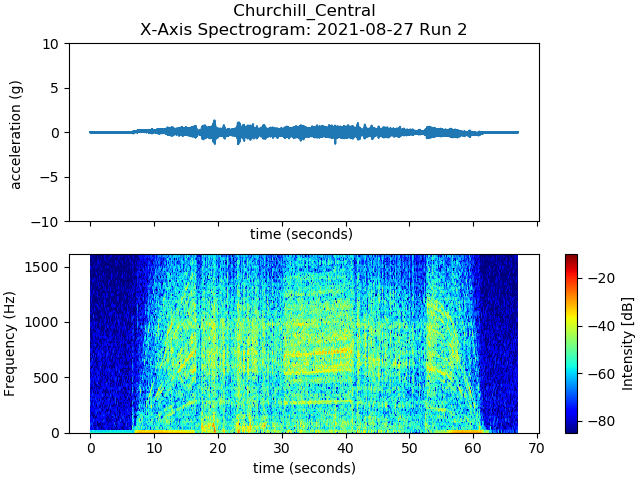 Churchill_Central
X-Axis Spectrogram: 2021-08-27 Run 2
10
5
0
−5
−10
acceleration (g)
time (seconds)
1500
1000
500
0
Frequency (Hz)
0 10 20 30 40 50 60 70
time (seconds)
−20
−40
−60
−80
Intensity [dB]